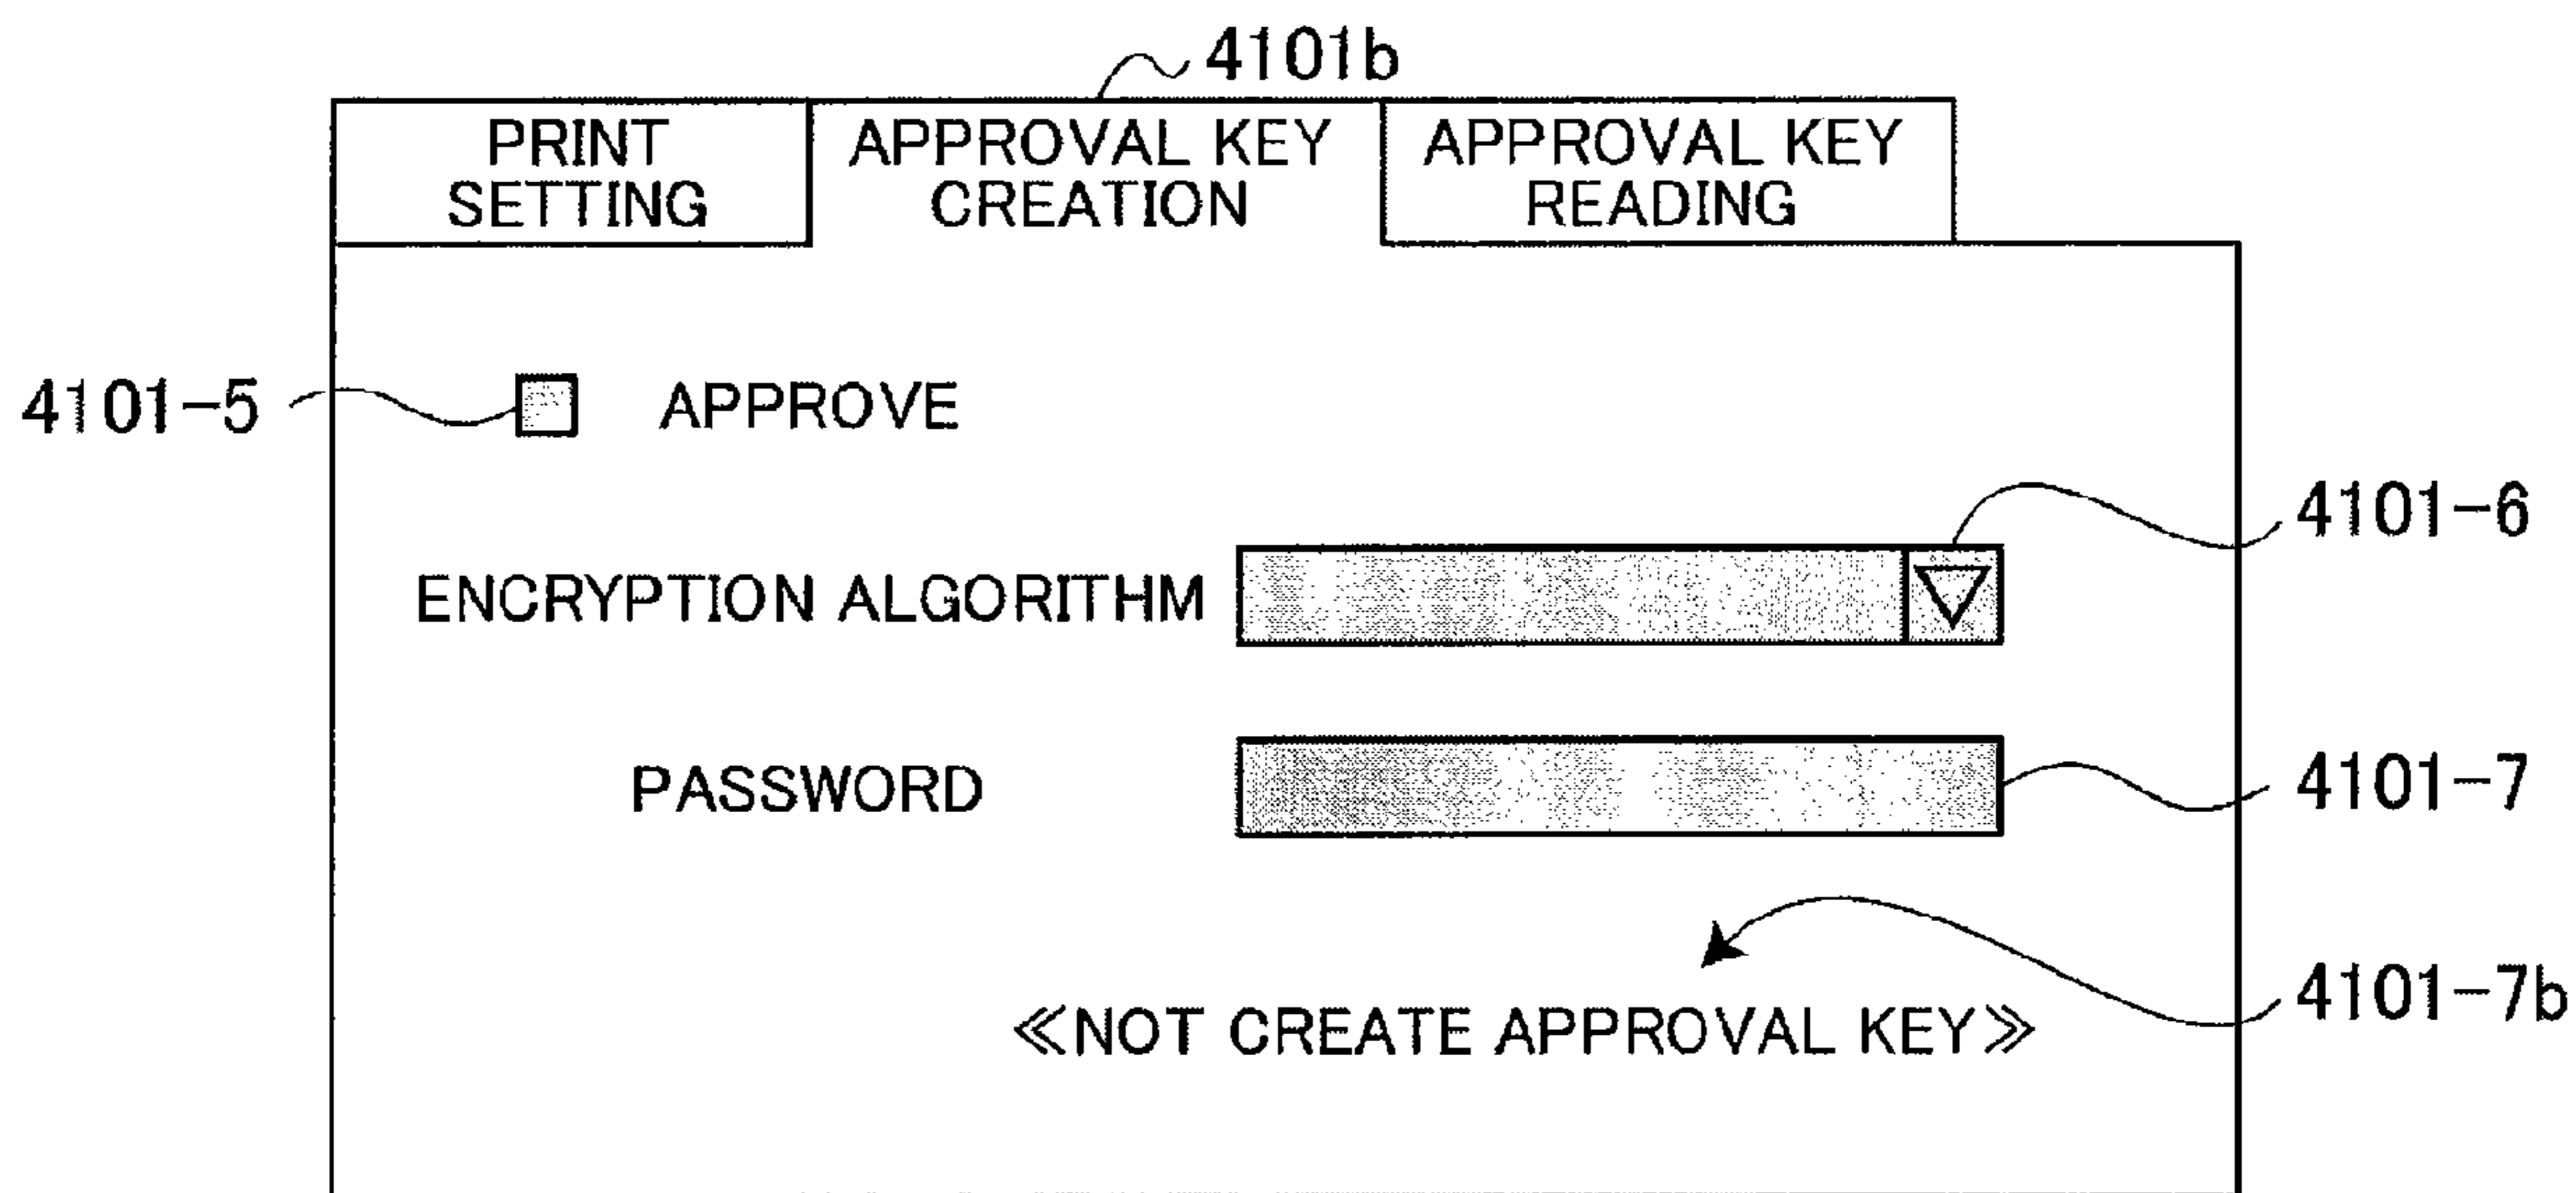 4101b
PRINT
SETTING
APPROVAL KEY
CREATION
APPROVAL KEY
READING
4101-5
APPROVE
4101-6
ENCRYPTION ALGORITHM
PASSWORD
4101-7
4101-7b
≪NOT CREATE APPROVAL KEY≫